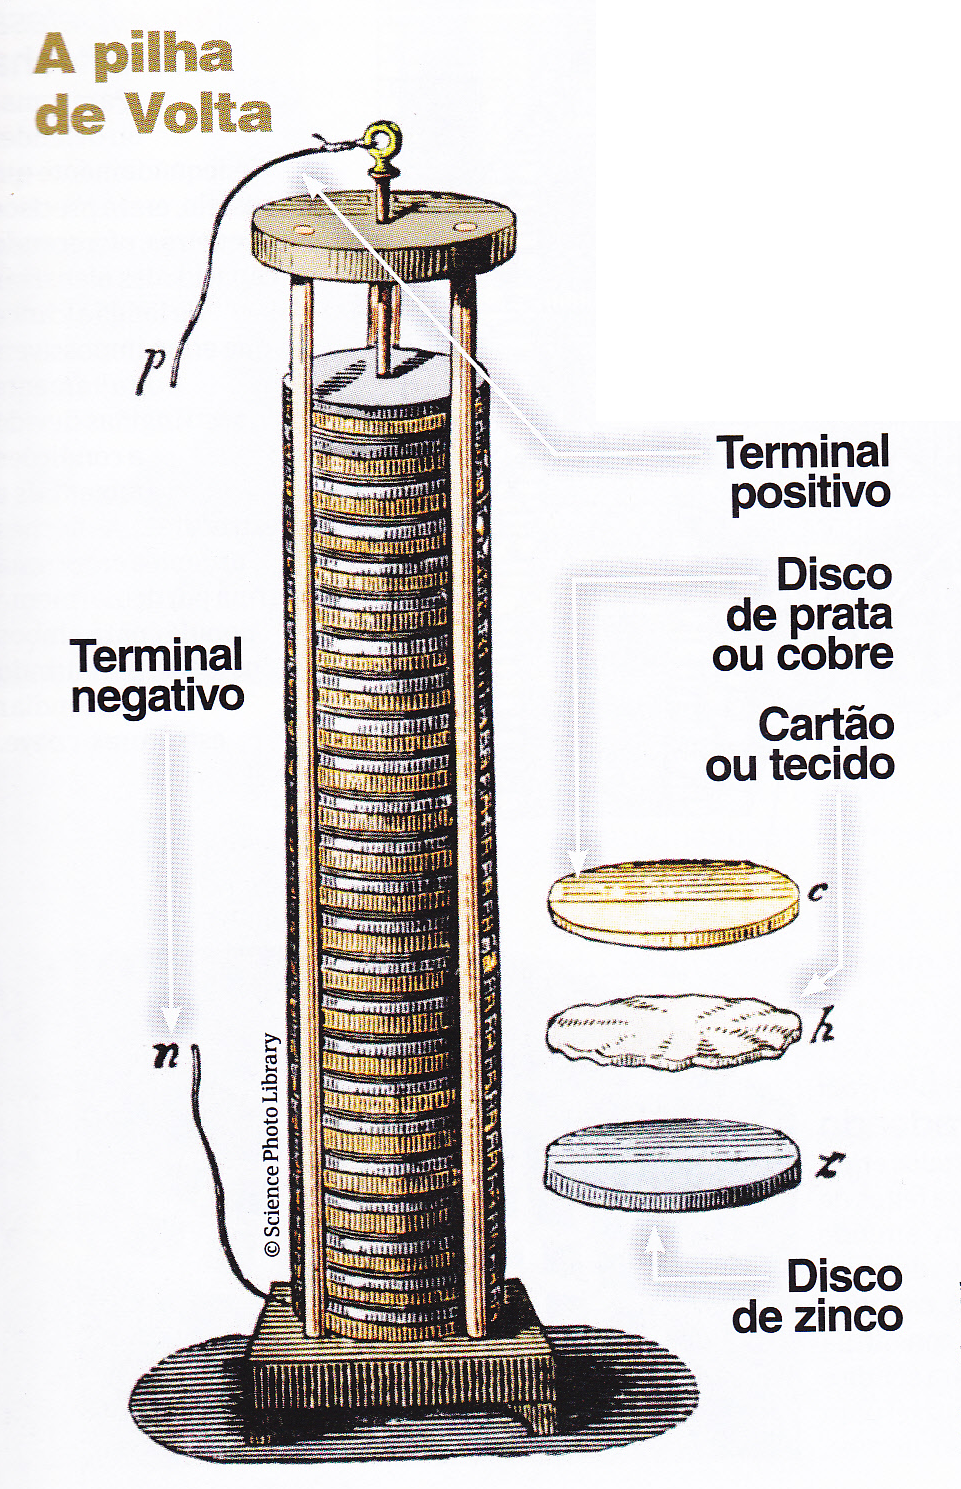 A pilha
de Volta
p
Terminal
positivo
Disco
de prata
ou cobre
Terminal
negativo
Cartão
ou tecido
c
n
h
© Science Photo Library
z
Disco
de zinco